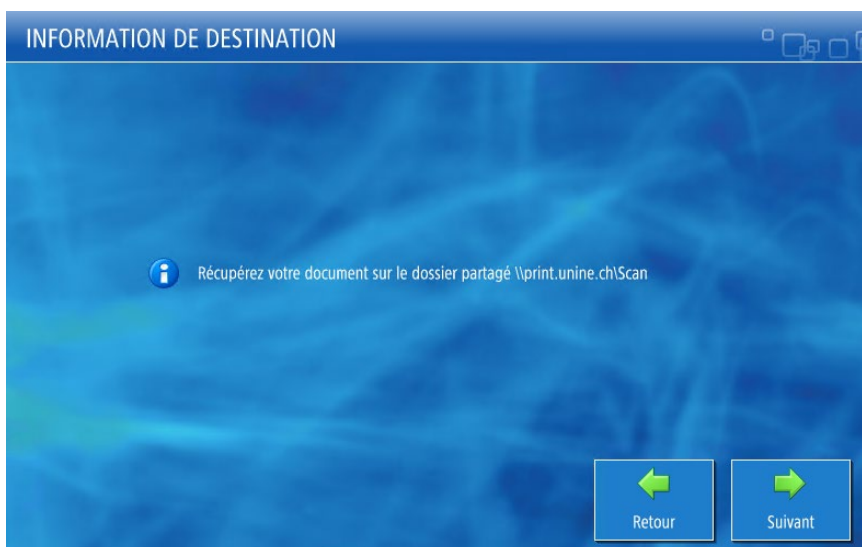 INFORMATION DE DESTINATION
Récupérez votre document sur le dossier partagé \\print.unine.ch\Scan
Retour
Suivant